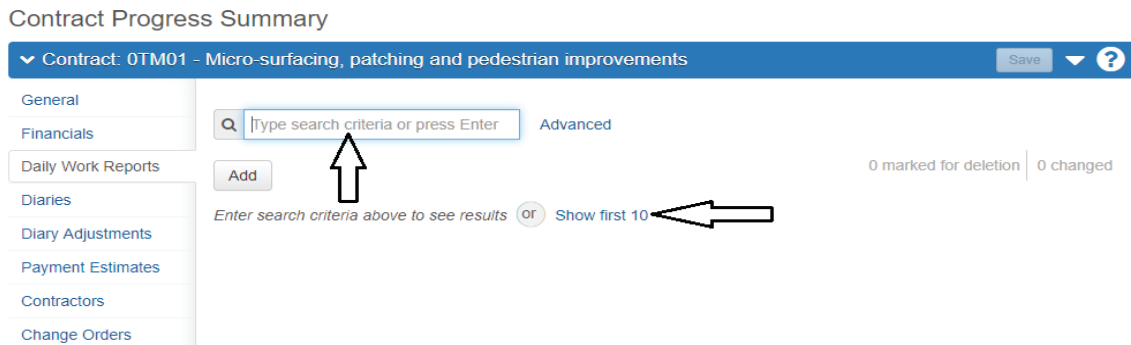 Contract Progress Summary
Contract: 0TM01 - Micro-surfacing, patching and pedestrian improvements Save ?
General
Financials
Daily Work Reports
Diaries
Diary Adjustments
Payment Estimates
Contractors
Change Orders
Type search criteria or press Enter Advanced
Add 0 marked for deletion 0 changed
Enter search criteria above to see results or Show first 10